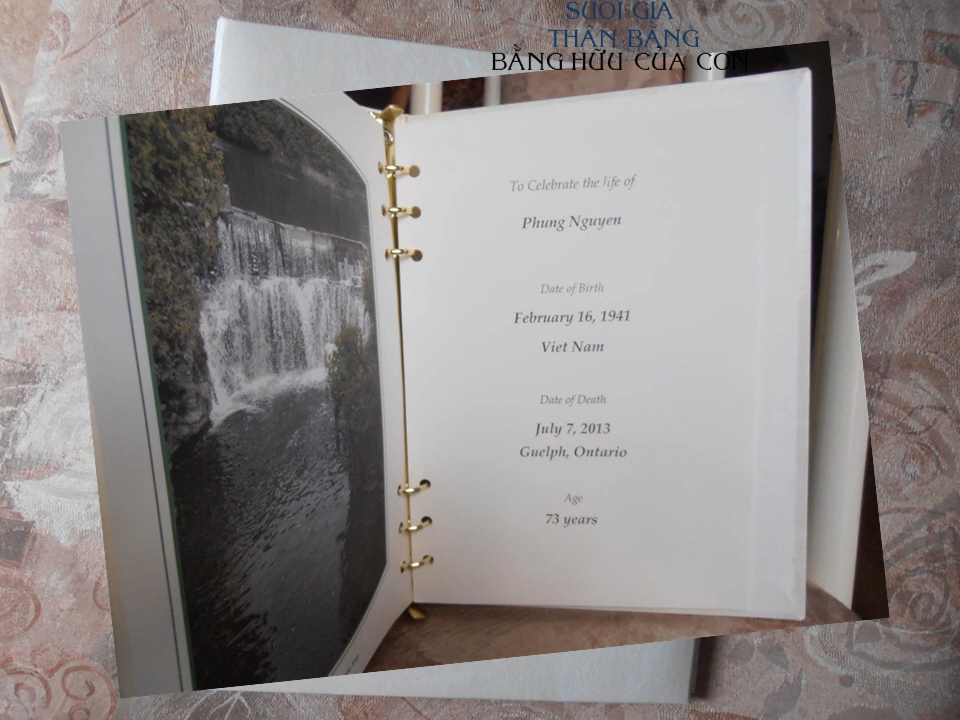 SUOI GIA
THÂN BẰNG
BẰNG HỮU CỦA CON
To Celebrate the life of
Phung Nguyen
Date of Birth
February 16, 1941
Viet Nam
Date of Death
July 7, 2013
Guelph, Ontario
Age
73 years